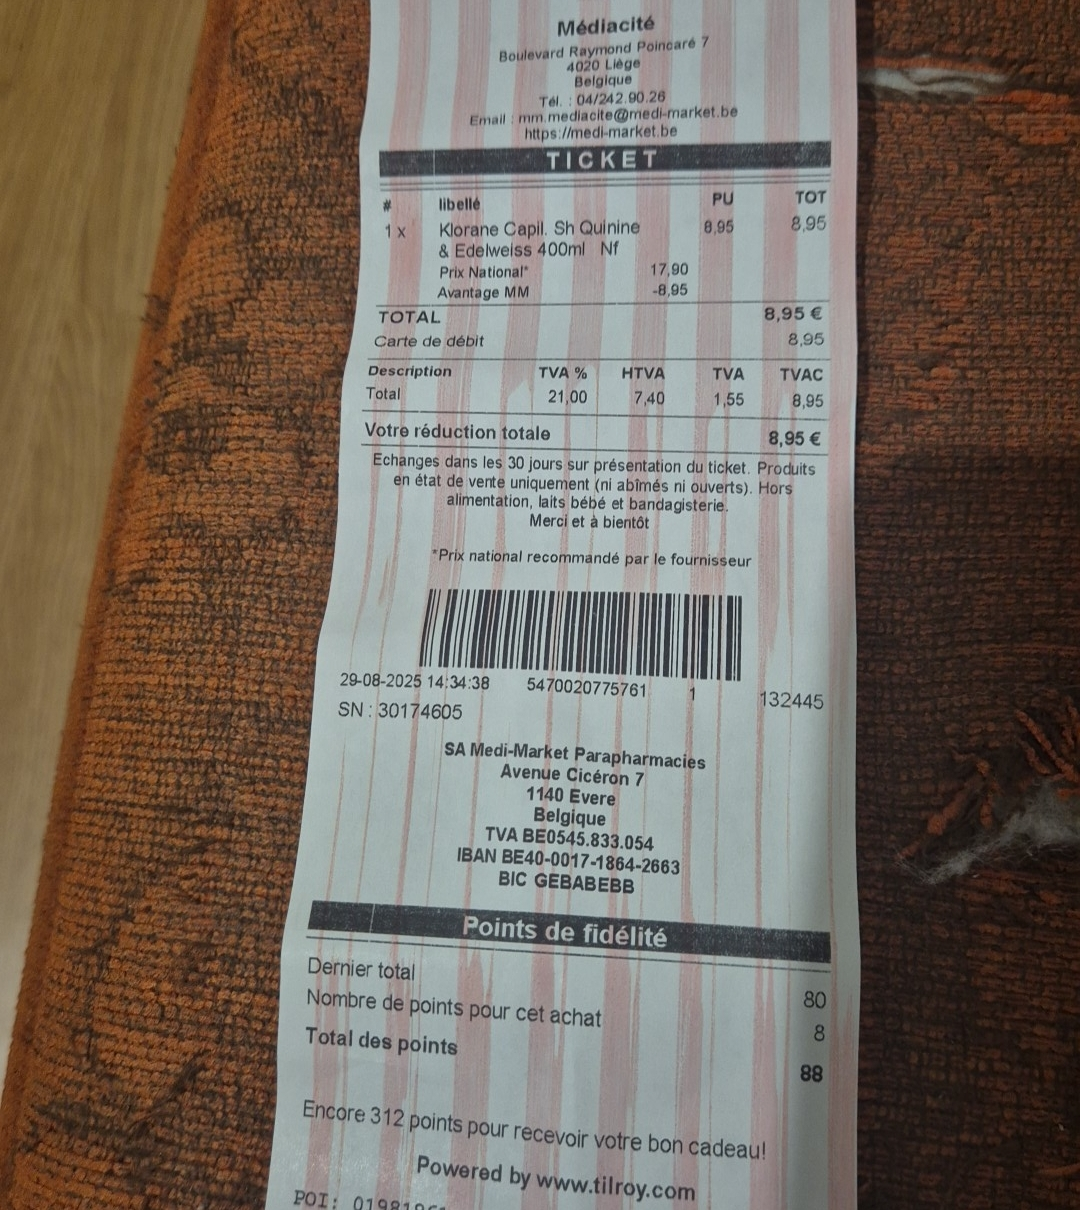 Médiacité
Boulevard Raymond Poincaré 7
4020 Liège
Belgique
Tél. : 04/242.90.26
Email : mm.mediacite@medi-market.be
https://medi-market.be
TICKET
# libellé PU TOT
1 x Klorane Capil. Sh Quinine 8,95 8,95
& Edelweiss 400ml Nf
Prix National* 17,90
Avantage MM -8,95
TOTAL 8,95 €
Carte de débit 8,95
Description TVA % HTVA TVA TVAC
Total 21,00 7,40 1,55 8,95
Votre réduction totale 8,95 €
Echanges dans les 30 jours sur présentation du ticket. Produits
en état de vente uniquement (ni abîmés ni ouverts). Hors
alimentation, laits bébé et bandagisterie.
Merci et à bientôt
*Prix national recommandé par le fournisseur
29-08-2025 14:34:38 5470020775761 1 132445
SN : 30174605
SA Medi-Market Parapharmacies
Avenue Cicéron 7
1140 Evere
Belgique
TVA BE0545.833.054
IBAN BE40-0017-1864-2663
BIC GEBABEBB
Points de fidélité
Dernier total 80
Nombre de points pour cet achat 8
Total des points 88
Encore 312 points pour recevoir votre bon cadeau!
Powered by www.tilroy.com
POI: